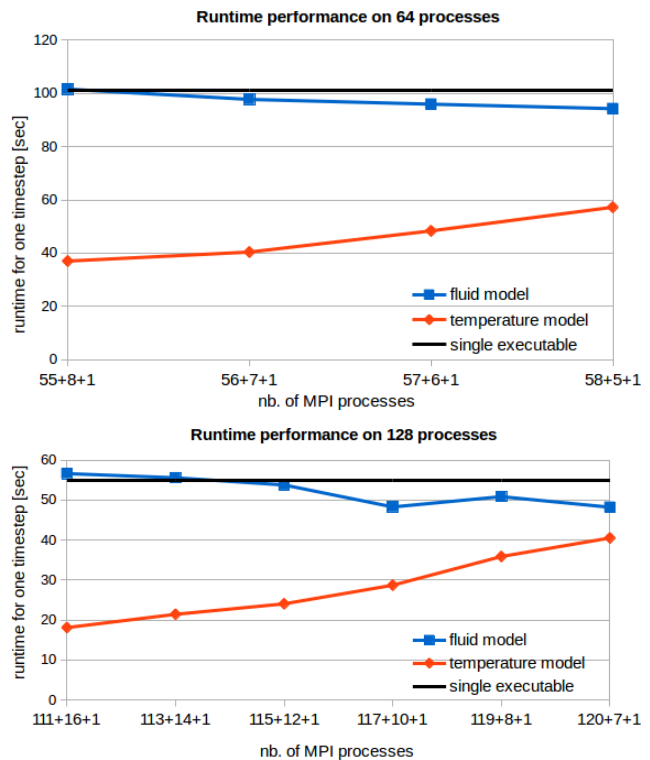 Runtime performance on 64 processes
runtime for one timestep [sec]
120
100
80
60
40
20
0
fluid model
temperature model
single executable
55+8+1 56+7+1 57+6+1 58+5+1
nb. of MPI processes
Runtime performance on 128 processes
runtime for one timestep [sec]
60
50
40
30
20
10
0
fluid model
temperature model
single executable
111+16+1 113+14+1 115+12+1 117+10+1 119+8+1 120+7+1
nb. of MPI processes